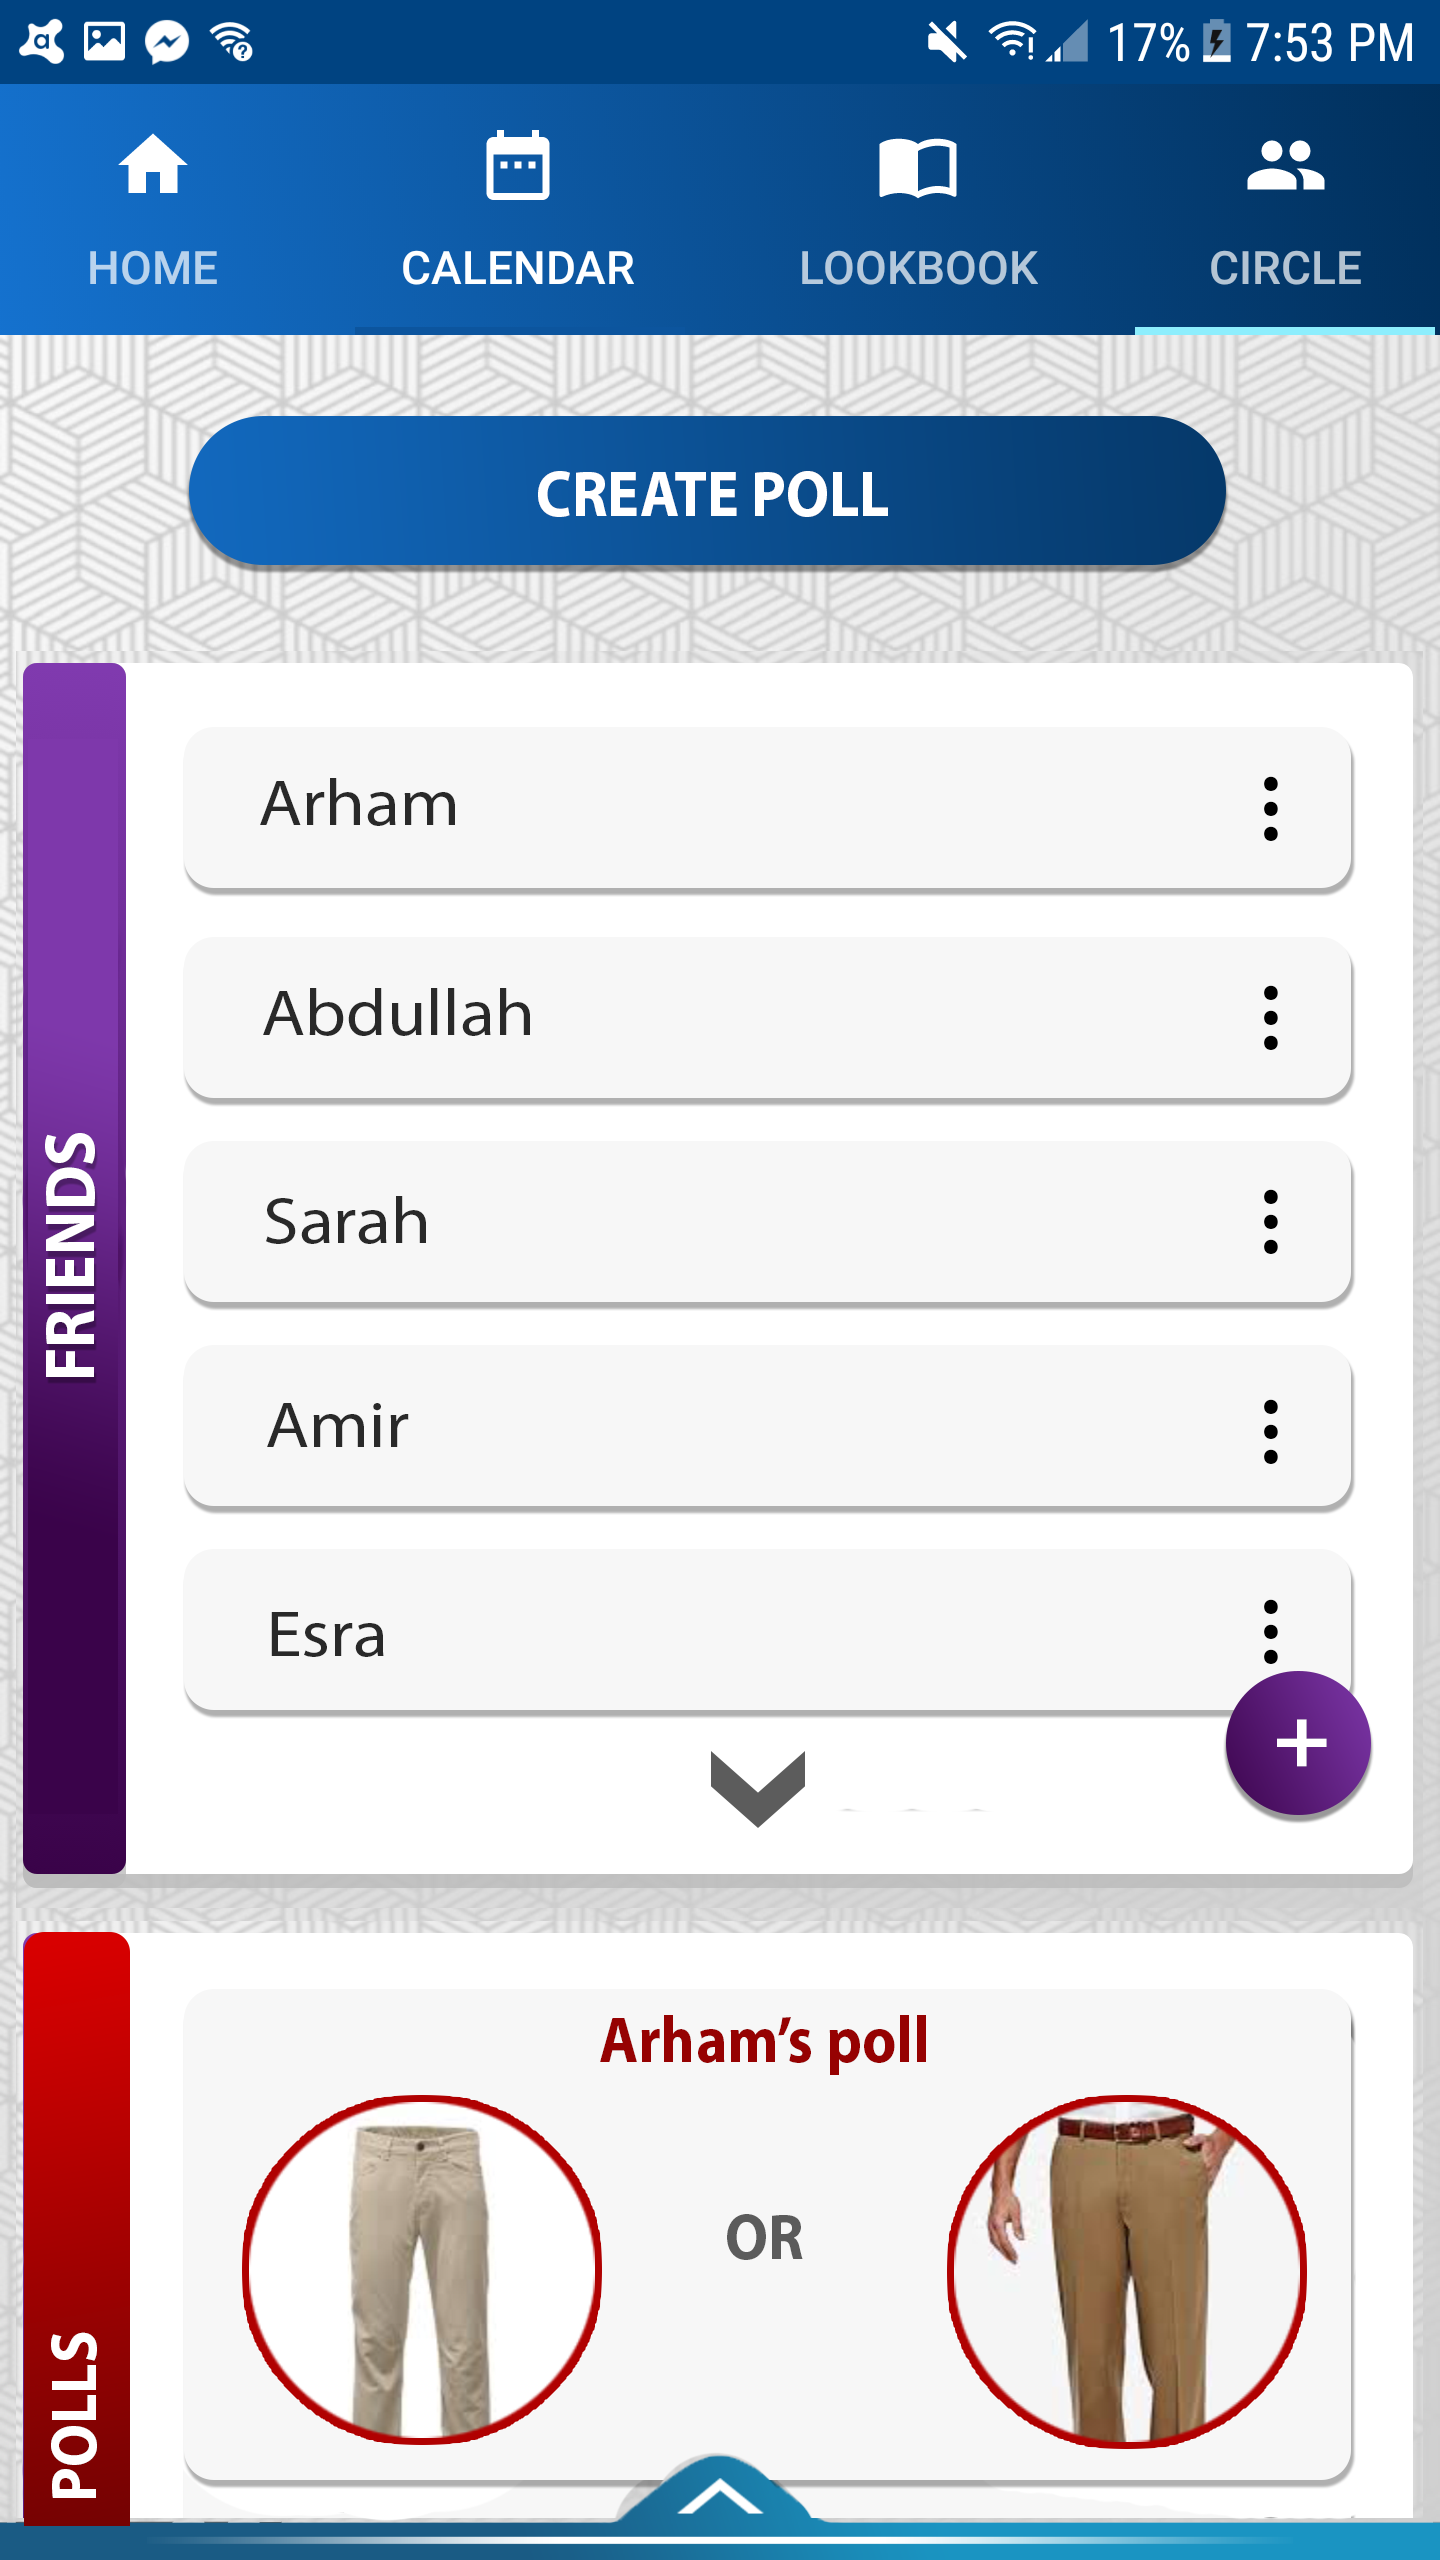 17% 7:53 PM
HOME CALENDAR LOOKBOOK CIRCLE
CREATE POLL
FRIENDS
Arham
Abdullah
Sarah
Amir
Esra
POLLS
Arham's poll
OR